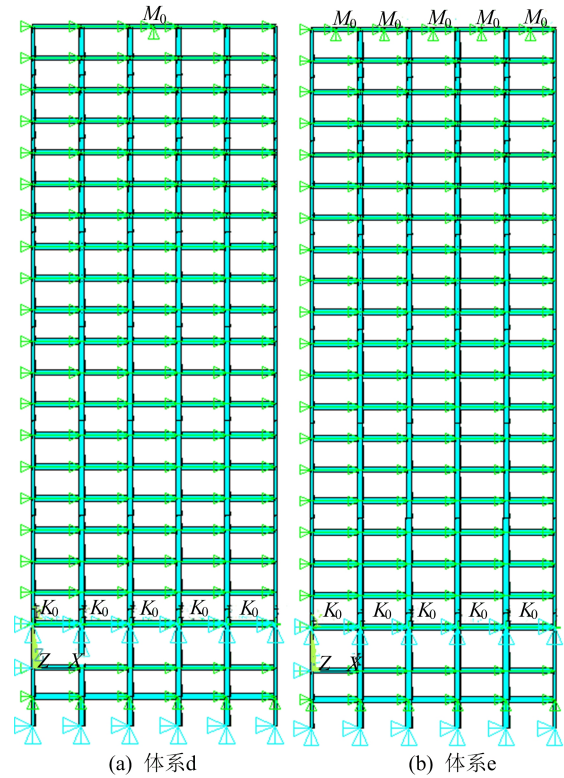 M₀ M₀ M₀ M₀ M₀ M₀
K₀ K₀ K₀ K₀ K₀ K₀ K₀ K₀ K₀ K₀
Z X Z X
(a) 体系d (b) 体系e